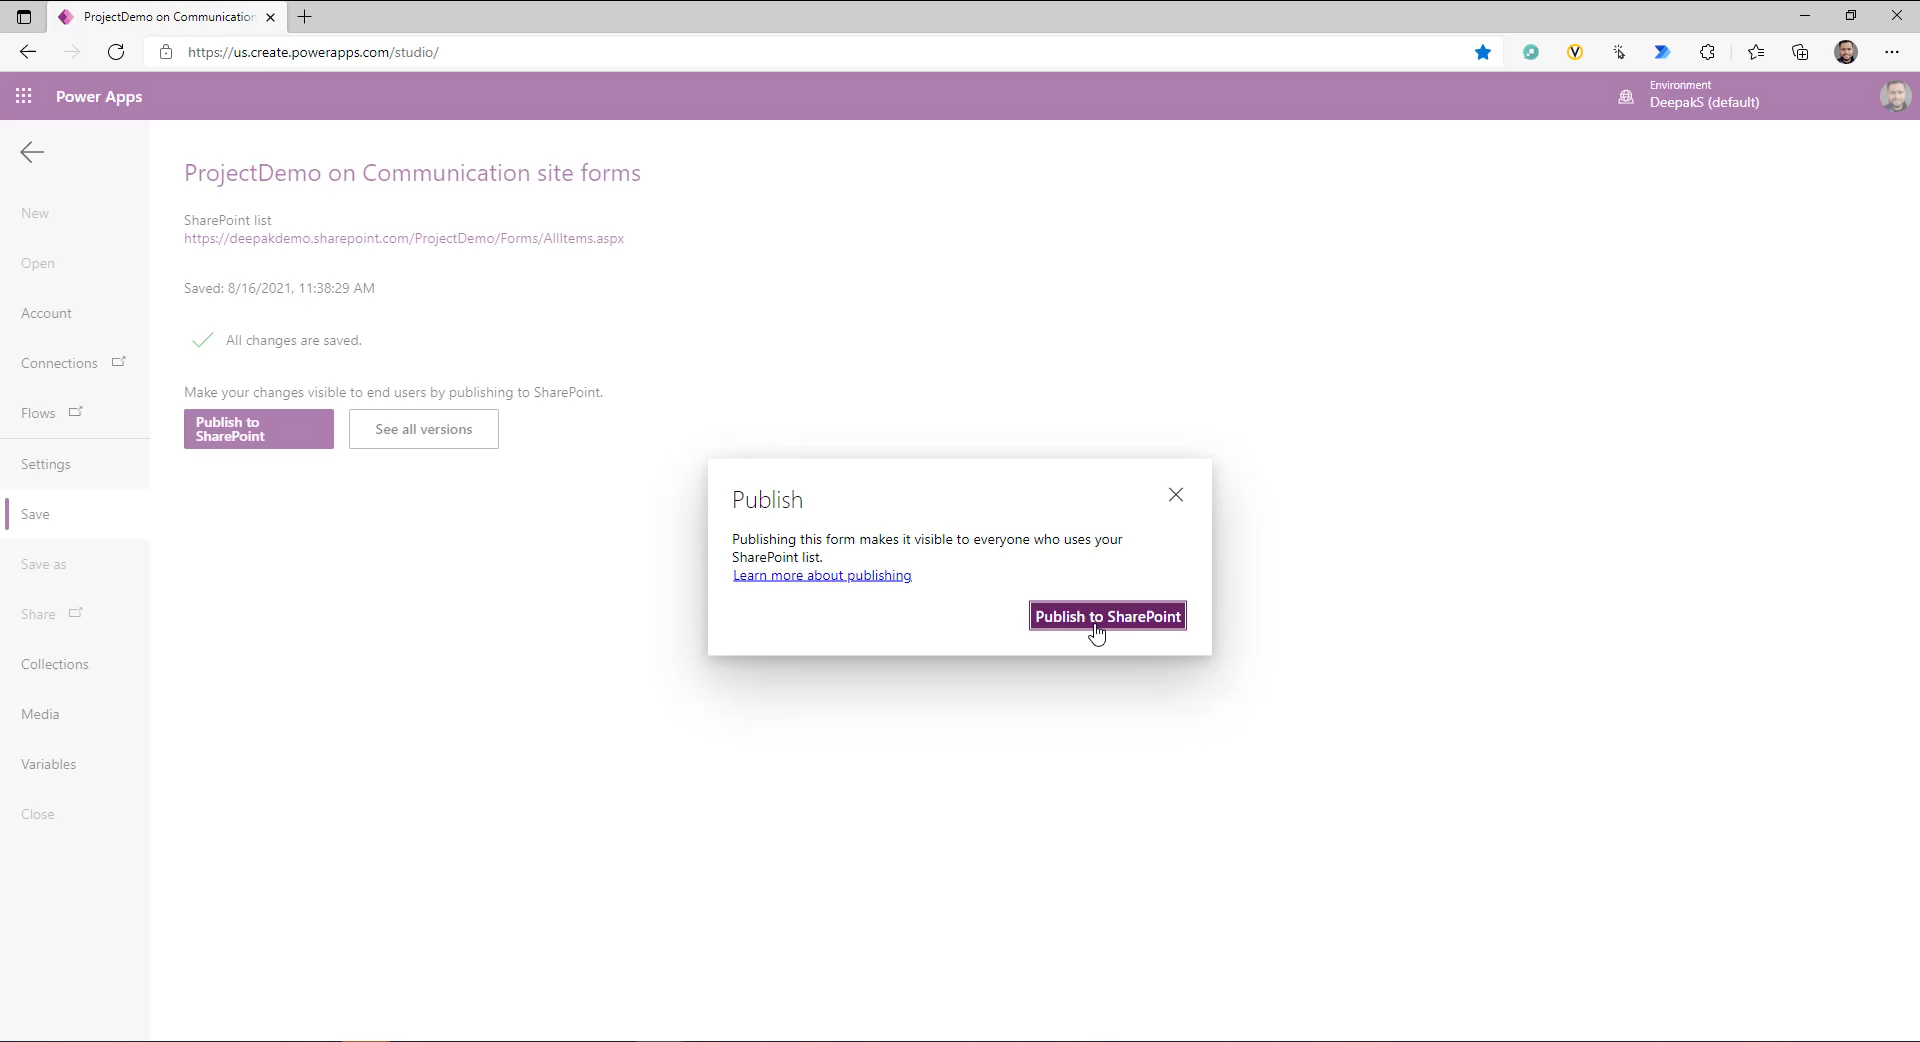 ProjectDemo on Communication
https://us.create.powerapps.com/studio/
Power Apps
Environment
DeepakS (default)
ProjectDemo on Communication site forms
SharePoint list
https://deepakdemo.sharepoint.com/ProjectDemo/Forms/AllItems.aspx
Saved: 8/16/2021, 11:38:29 AM
All changes are saved.
Make your changes visible to end users by publishing to SharePoint.
Publish to
SharePoint
See all versions
New
Open
Account
Connections
Flows
Settings
Save
Save as
Share
Collections
Media
Variables
Close
Publish
Publishing this form makes it visible to everyone who uses your
SharePoint list.
Learn more about publishing
Publish to SharePoint